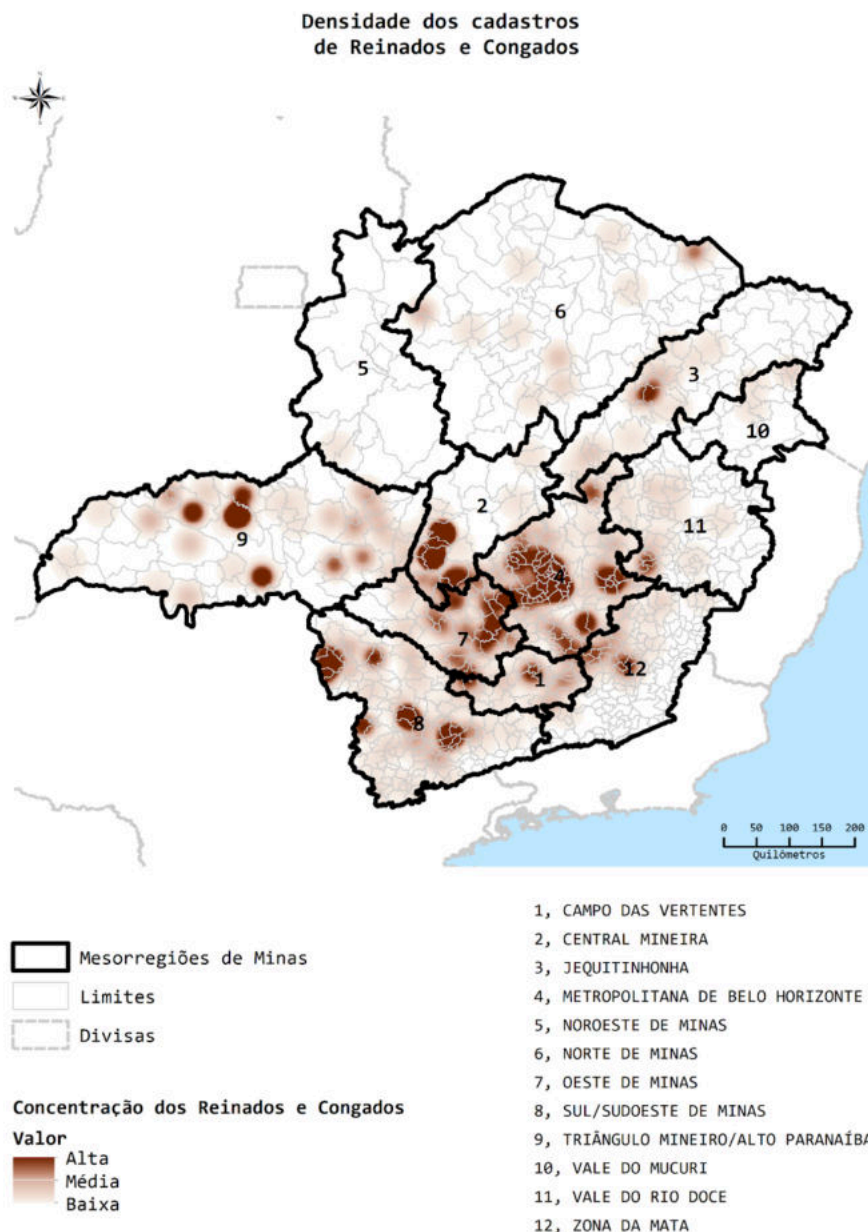 Densidade dos cadastros
de Reinados e Congados
6
5
3
10
2
11
9
4
7
12
1
8
0 50 100 150 200
Quilômetros
Mesorregiões de Minas
Limites
Divisas
Concentração dos Reinados e Congados
Valor
Alta
Média
Baixa
1, CAMPO DAS VERTENTES
2, CENTRAL MINEIRA
3, JEQUITINHONHA
4, METROPOLITANA DE BELO HORIZONTE
5, NOROESTE DE MINAS
6, NORTE DE MINAS
7, OESTE DE MINAS
8, SUL/SUDOESTE DE MINAS
9, TRIÂNGULO MINEIRO/ALTO PARANAÍBA
10, VALE DO MUCURI
11, VALE DO RIO DOCE
12, ZONA DA MATA